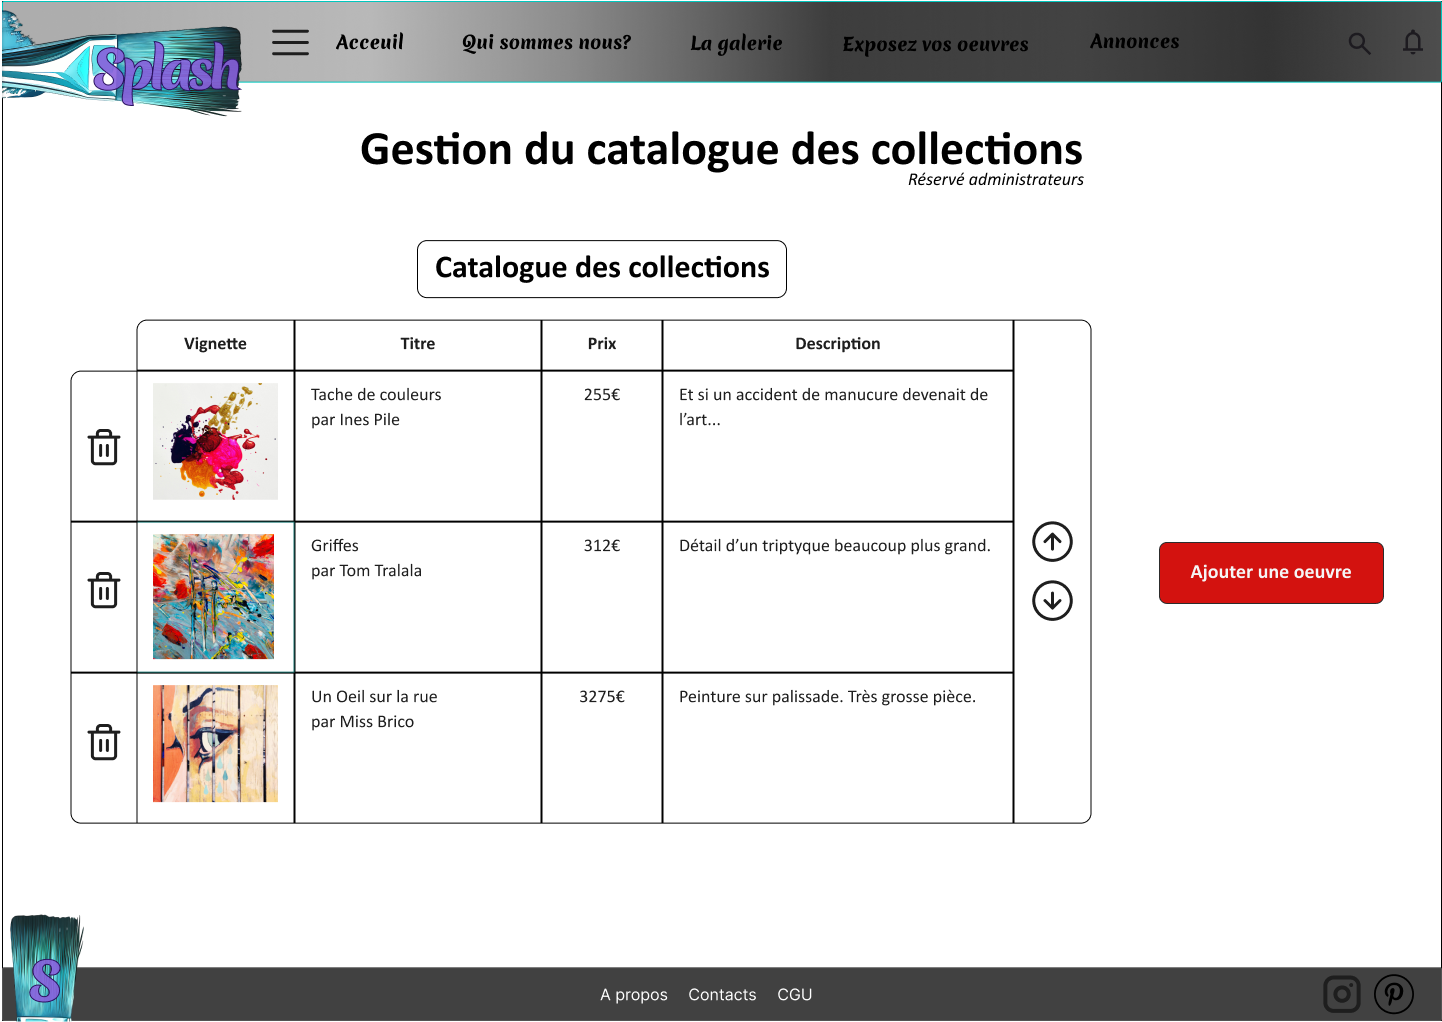 Splash
Acceuil
Qui sommes nous?
La galerie
Exposez vos oeuvres
Annonces
Gestion du catalogue des collections
Réservé administrateurs
Catalogue des collections
Vignette
Titre
Prix
Description
Tache de couleurs
par Ines Pile
255€
Et si un accident de manucure devenait de
l’art...
Griffes
par Tom Tralala
312€
Détail d’un triptyque beaucoup plus grand.
Un Oeil sur la rue
par Miss Brico
3275€
Peinture sur palissade. Très grosse pièce.
Ajouter une oeuvre
S
A propos
Contacts
CGU